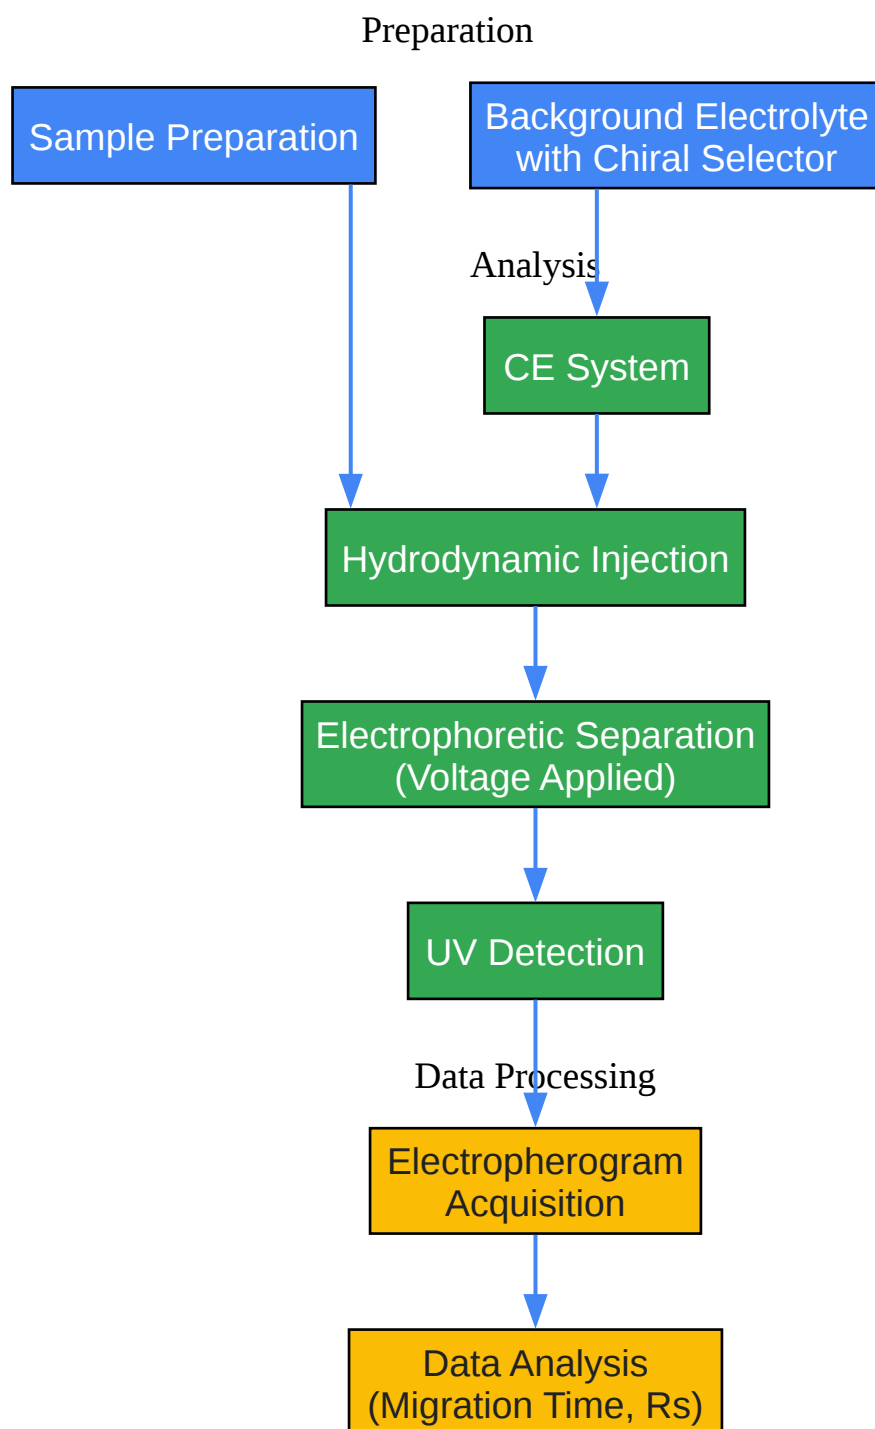 Preparation
Sample Preparation
Background Electrolyte
with Chiral Selector
Analysis
CE System
Hydrodynamic Injection
Electrophoretic Separation
(Voltage Applied)
UV Detection
Data Processing
Electropherogram
Acquisition
Data Analysis
(Migration Time, Rs)